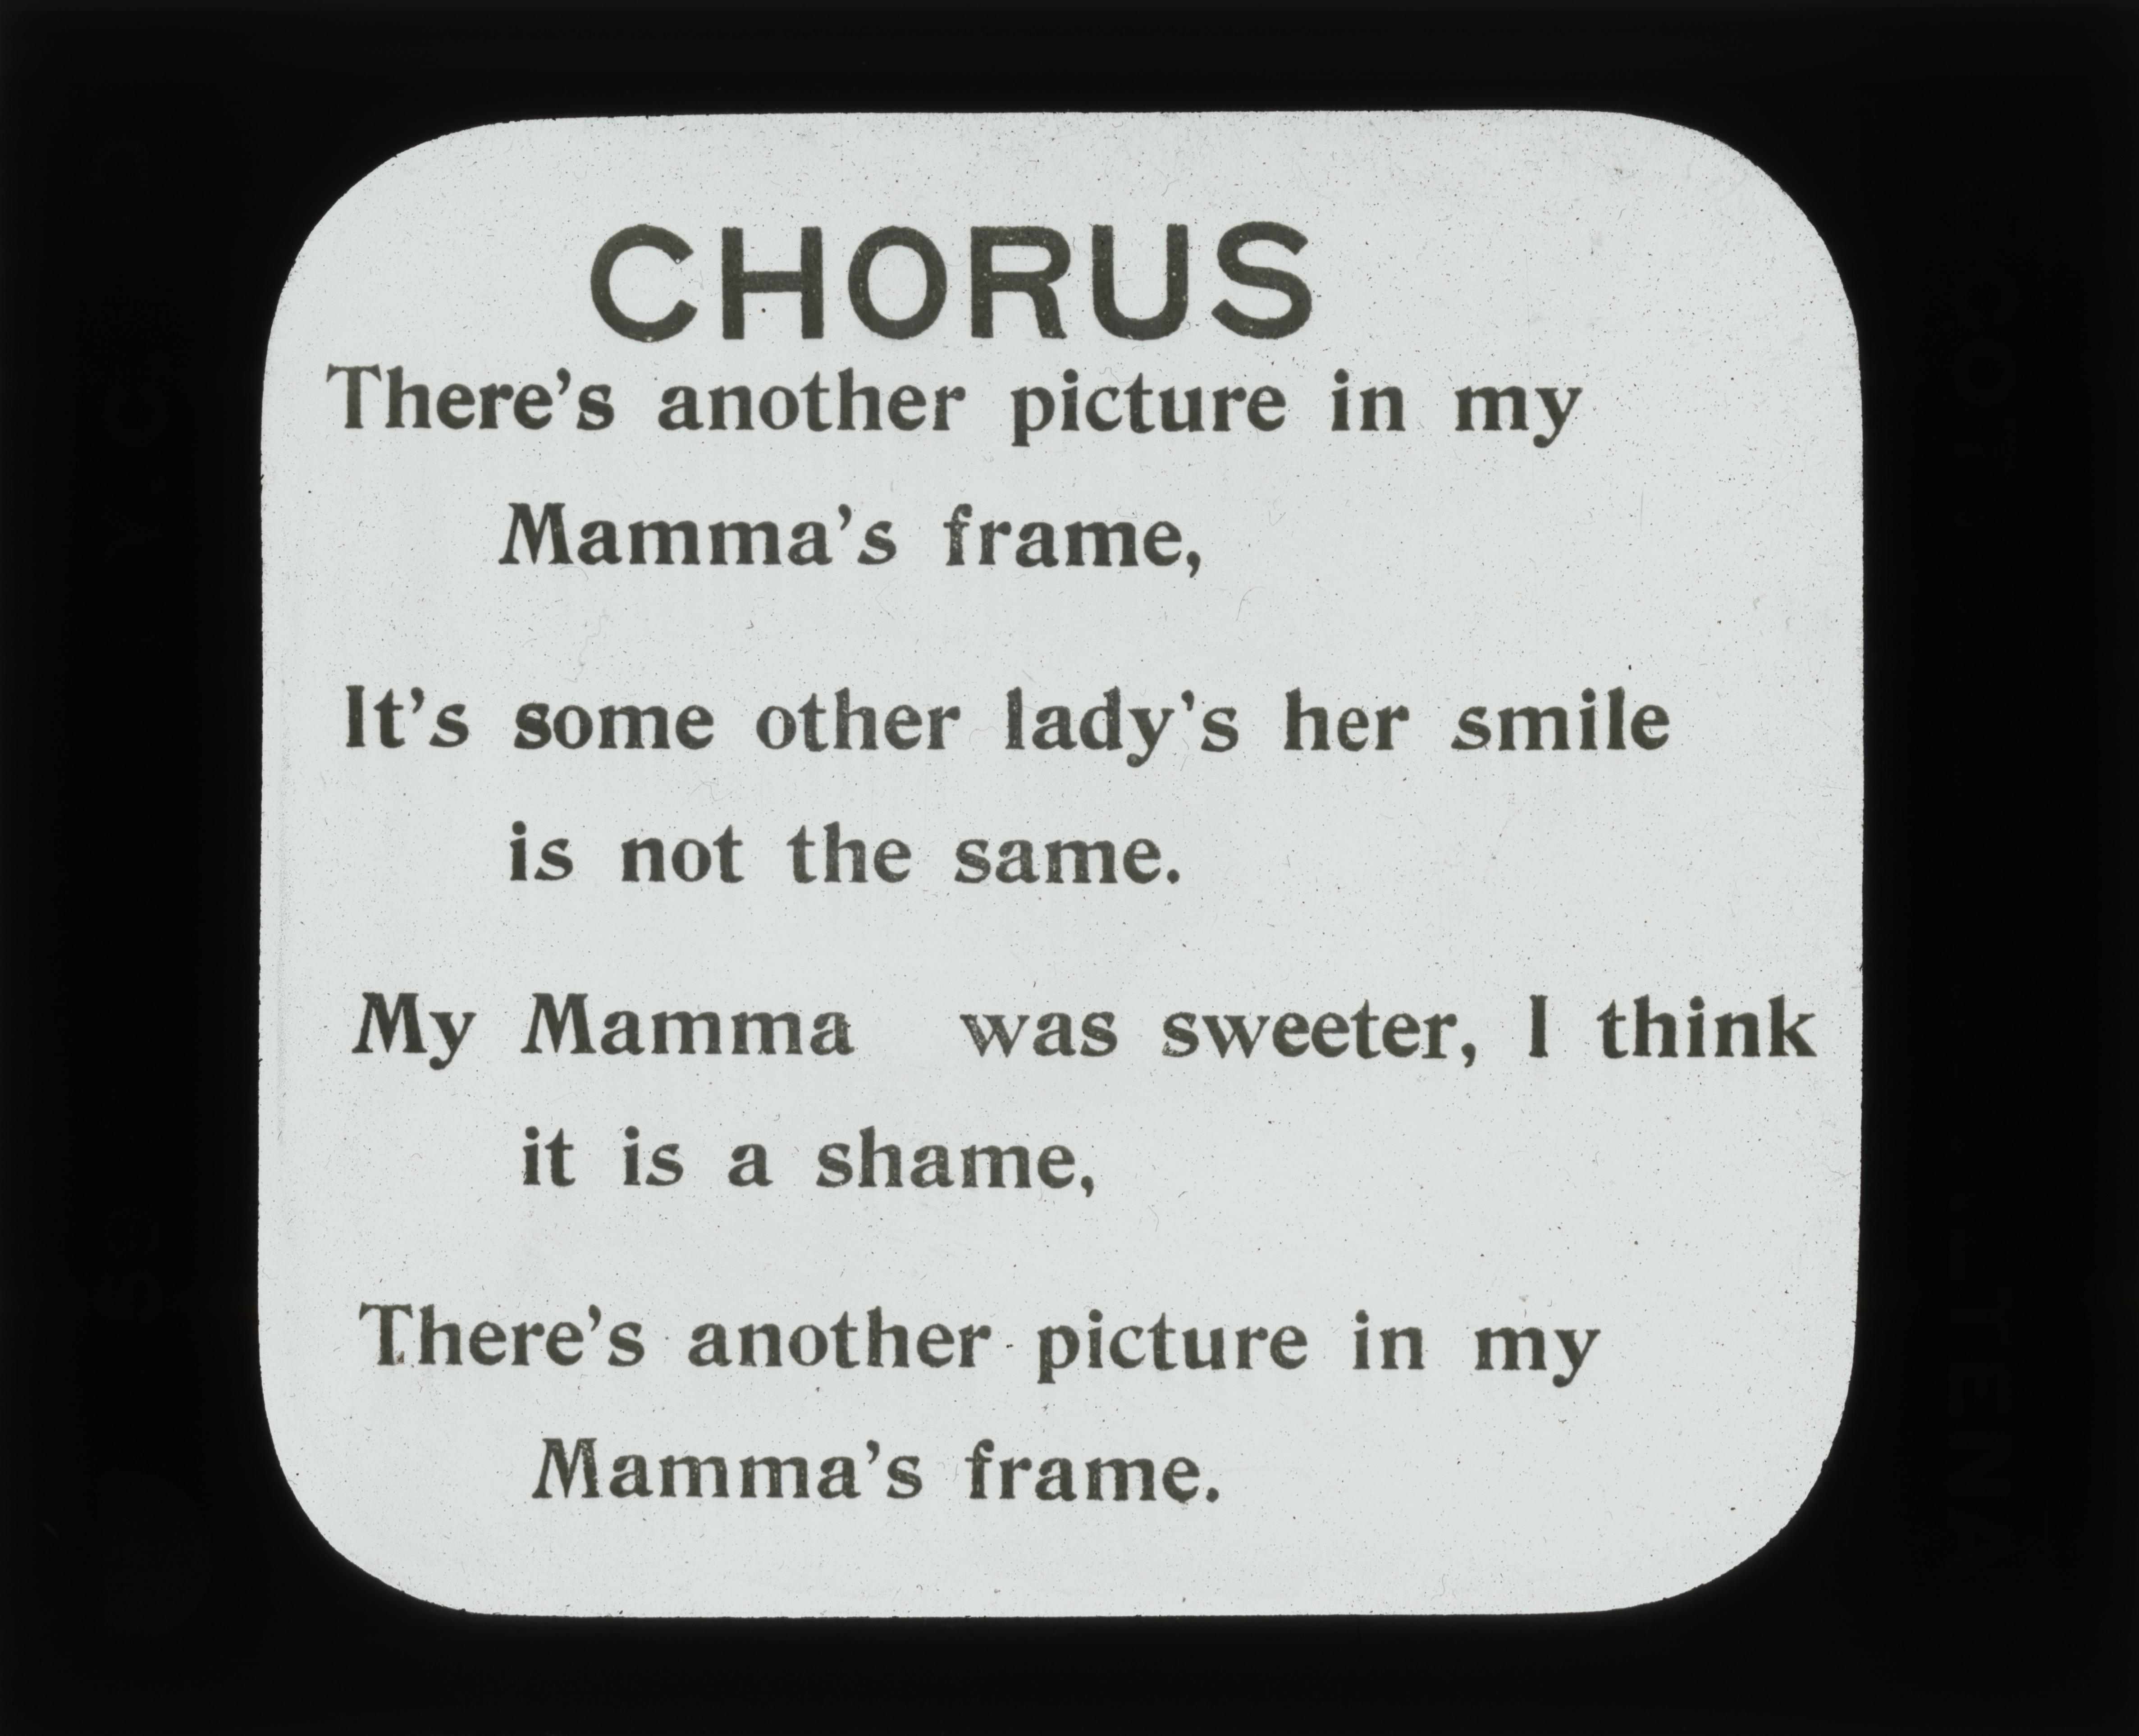 CHORUS
There's another picture in my
Mamma's frame,
It's some other lady's her smile
is not the same.
My Mamma was sweeter, I think
it is a shame,
There's another picture in my
Mamma's frame.